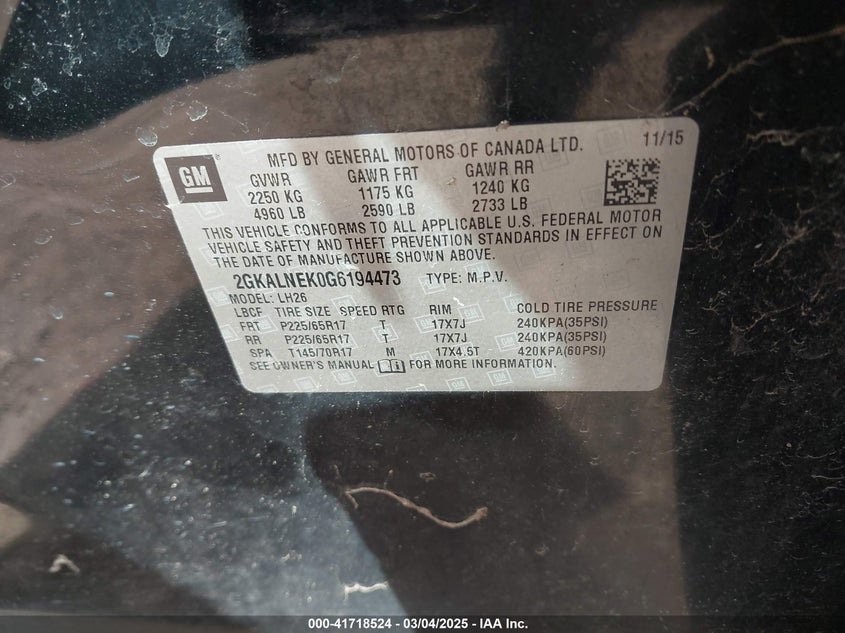 GM
MFD BY GENERAL MOTORS OF CANADA LTD. 11/15
GVWR GAWR FRT GAWR RR
2250 KG 1175 KG 1240 KG
4960 LB 2590 LB 2733 LB
THIS VEHICLE CONFORMS TO ALL APPLICABLE U.S. FEDERAL MOTOR
VEHICLE SAFETY AND THEFT PREVENTION STANDARDS IN EFFECT ON
THE DATE OF MANUFACTURE SHOWN ABOVE.
2GKALNEK0G6194473 TYPE: M.P.V.
MODEL: LH26
LBCF TIRE SIZE SPEED RTG RIM COLD TIRE PRESSURE
FRT P225/65R17 T 17X7J 240KPA(35PSI)
RR P225/65R17 T 17X7J 240KPA(35PSI)
SPA T145/70R17 M 17X4.5T 420KPA(60PSI)
SEE OWNER'S MANUAL FOR MORE INFORMATION.
000-41718524 - 03/04/2025 - IAA Inc.